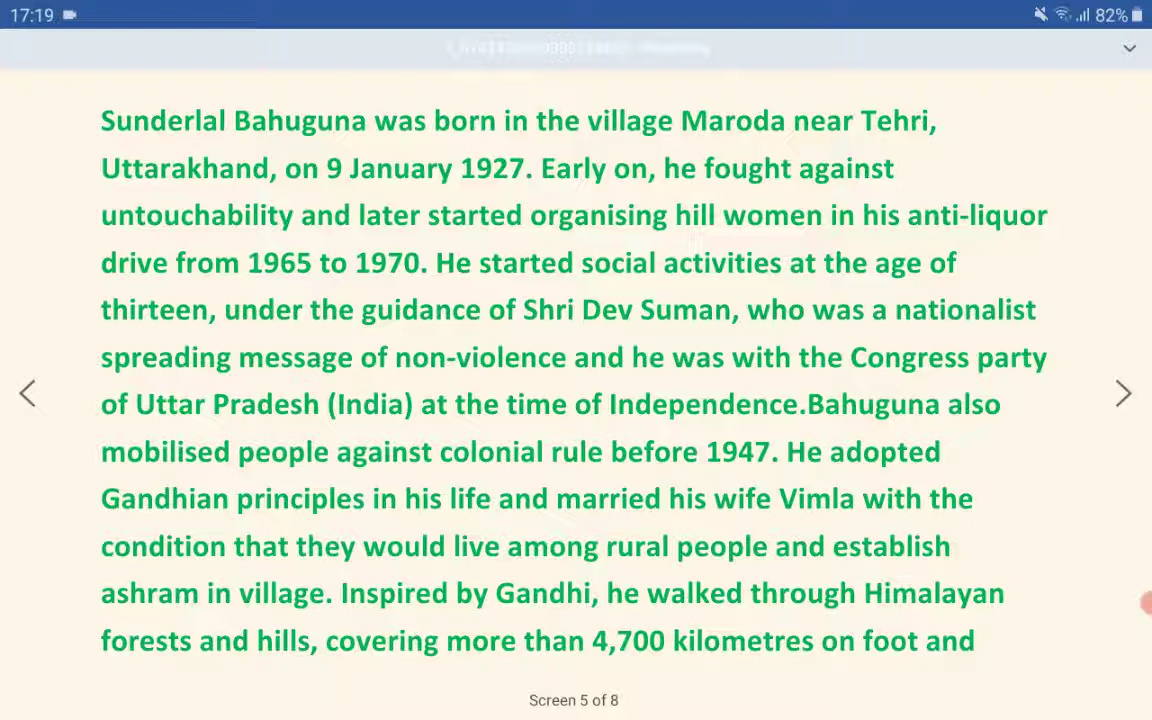 17:19
82%
Sunderlal Bahuguna was born in the village Maroda near Tehri,
Uttarakhand, on 9 January 1927. Early on, he fought against
untouchability and later started organising hill women in his anti-liquor
drive from 1965 to 1970. He started social activities at the age of
thirteen, under the guidance of Shri Dev Suman, who was a nationalist
spreading message of non-violence and he was with the Congress party
of Uttar Pradesh (India) at the time of Independence.Bahuguna also
mobilised people against colonial rule before 1947. He adopted
Gandhian principles in his life and married his wife Vimla with the
condition that they would live among rural people and establish
ashram in village. Inspired by Gandhi, he walked through Himalayan
forests and hills, covering more than 4,700 kilometres on foot and
Screen 5 of 8